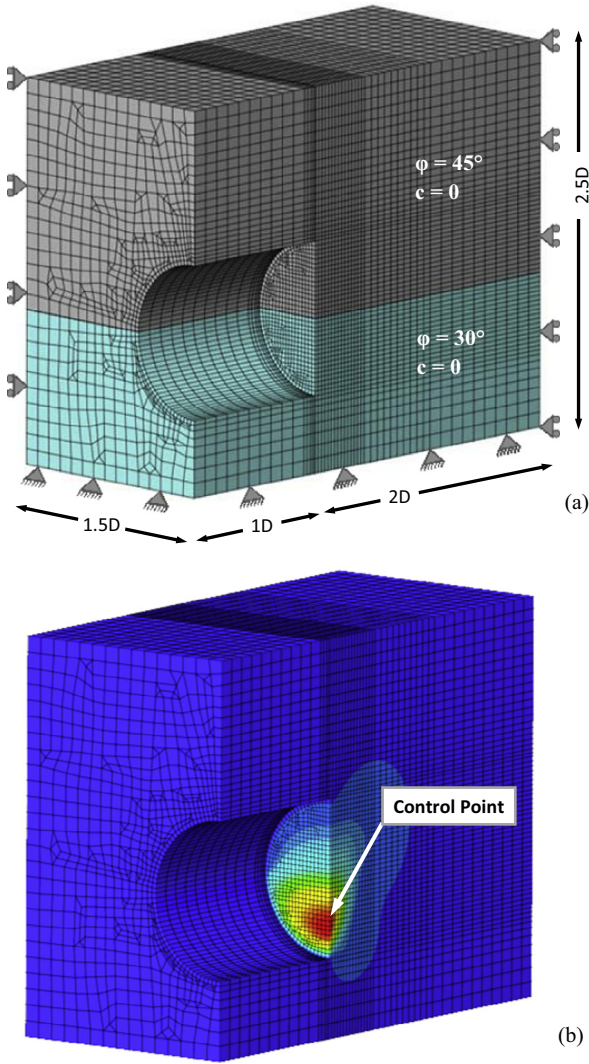 φ = 45°
c = 0
2.5D
φ = 30°
c = 0
1.5D
1D
2D
(a)
Control Point
(b)